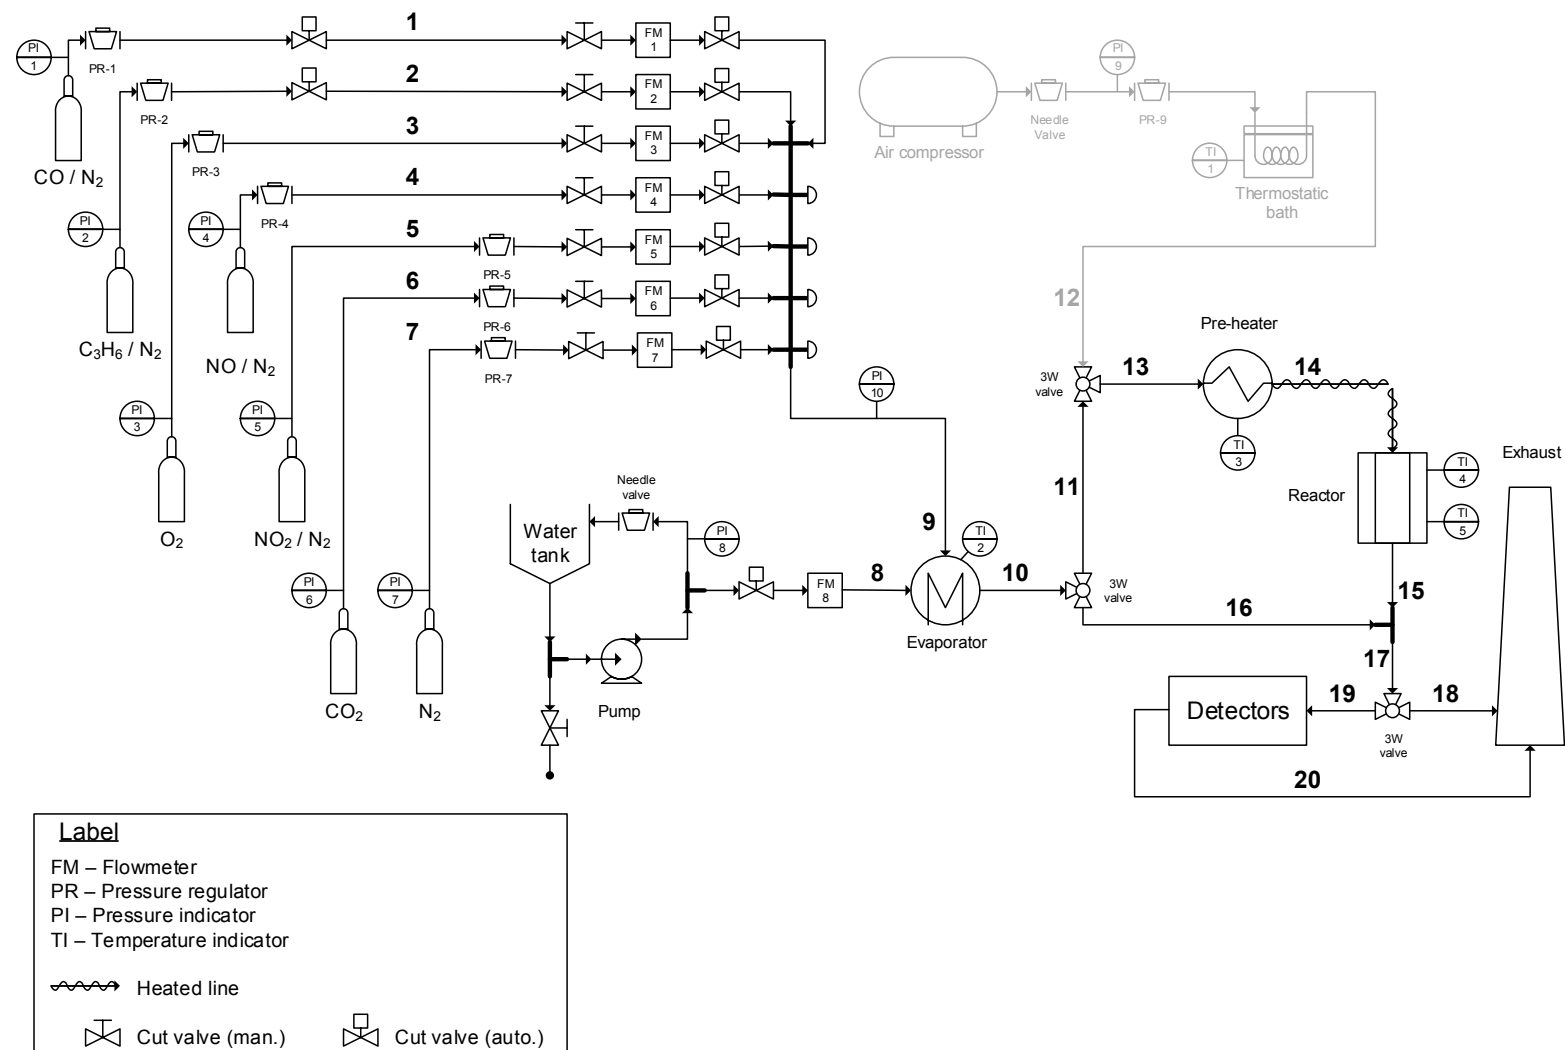 1
PI
1
PR-1
FM
1
2
PR-2
FM
2
3
PR-3
FM
3
CO / N2
4
PR-4
FM
4
PI
2
PI
4
5
PR-5
FM
5
6
PR-6
FM
6
7
PR-7
FM
7
C3H6 / N2
NO / N2
PI
3
PI
5
O2
NO2 / N2
PI
6
PI
7
CO2
N2
PI
9
Needle
Valve
PR-9
Air compressor
TI
1
Thermostatic
bath
12
PI
10
Pre-heater
3W
valve
13
14
TI
3
Exhaust
TI
4
Reactor
TI
5
11
Needle
valve
Water
tank
PI
8
9
TI
2
FM
8
8
10
3W
valve
Evaporator
15
16
17
Pump
Detectors
19
18
3W
valve
20
Label
FM – Flowmeter
PR – Pressure regulator
PI – Pressure indicator
TI – Temperature indicator
Heated line
Cut valve (man.)
Cut valve (auto.)